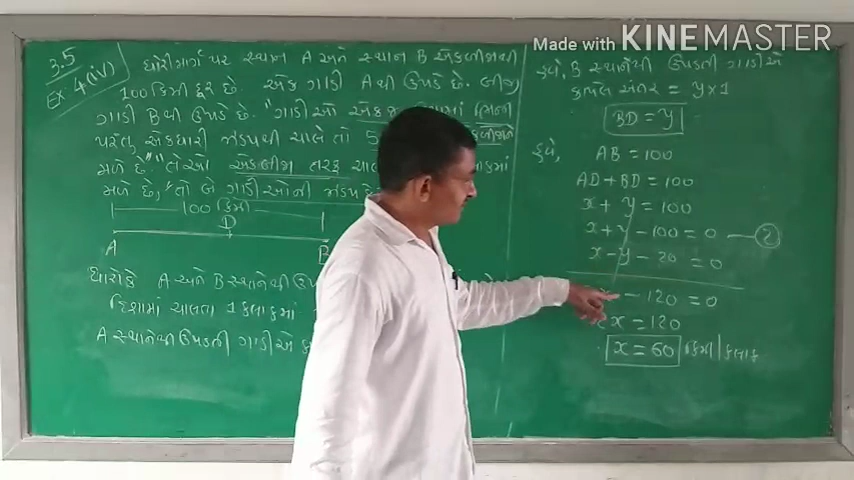 Made with KINEMASTER
3.5
Ex 4(iv)
ધોરીમાર્ગ પર સ્થાન A અને સ્થાન B એકબીજાથી
100 કિમી દૂર છે. એક ગાડી A થી ઉપડે છે. બીજી
ગાડી B થી ઉપડે છે. ગાડીઓ એકજ
પરંતુ એકધારી ઝડપથી ચાલે તો 5
મળે છે. તેઓ એકબીજા તરફ
મળે છે, તો બે ગાડીઓની ઝડપ
100 કિમી
D
A B
ધારો કે A અને B સ્થાનેથી
દિશામાં ચાલતા 1 કલાકમાં
A સ્થાનેથી ઉપડતી ગાડી એ
હવે, B સ્થાનેથી ઉપડતી ગાડીએ
કાપેલ અંતર = y×1
BD = y
હવે, AB = 100
AD + BD = 100
x + y = 100
x + y - 100 = 0 — 2
x - y - 20 = 0
- 120 = 0
x = 120
x = 60 કિમી/કલાક